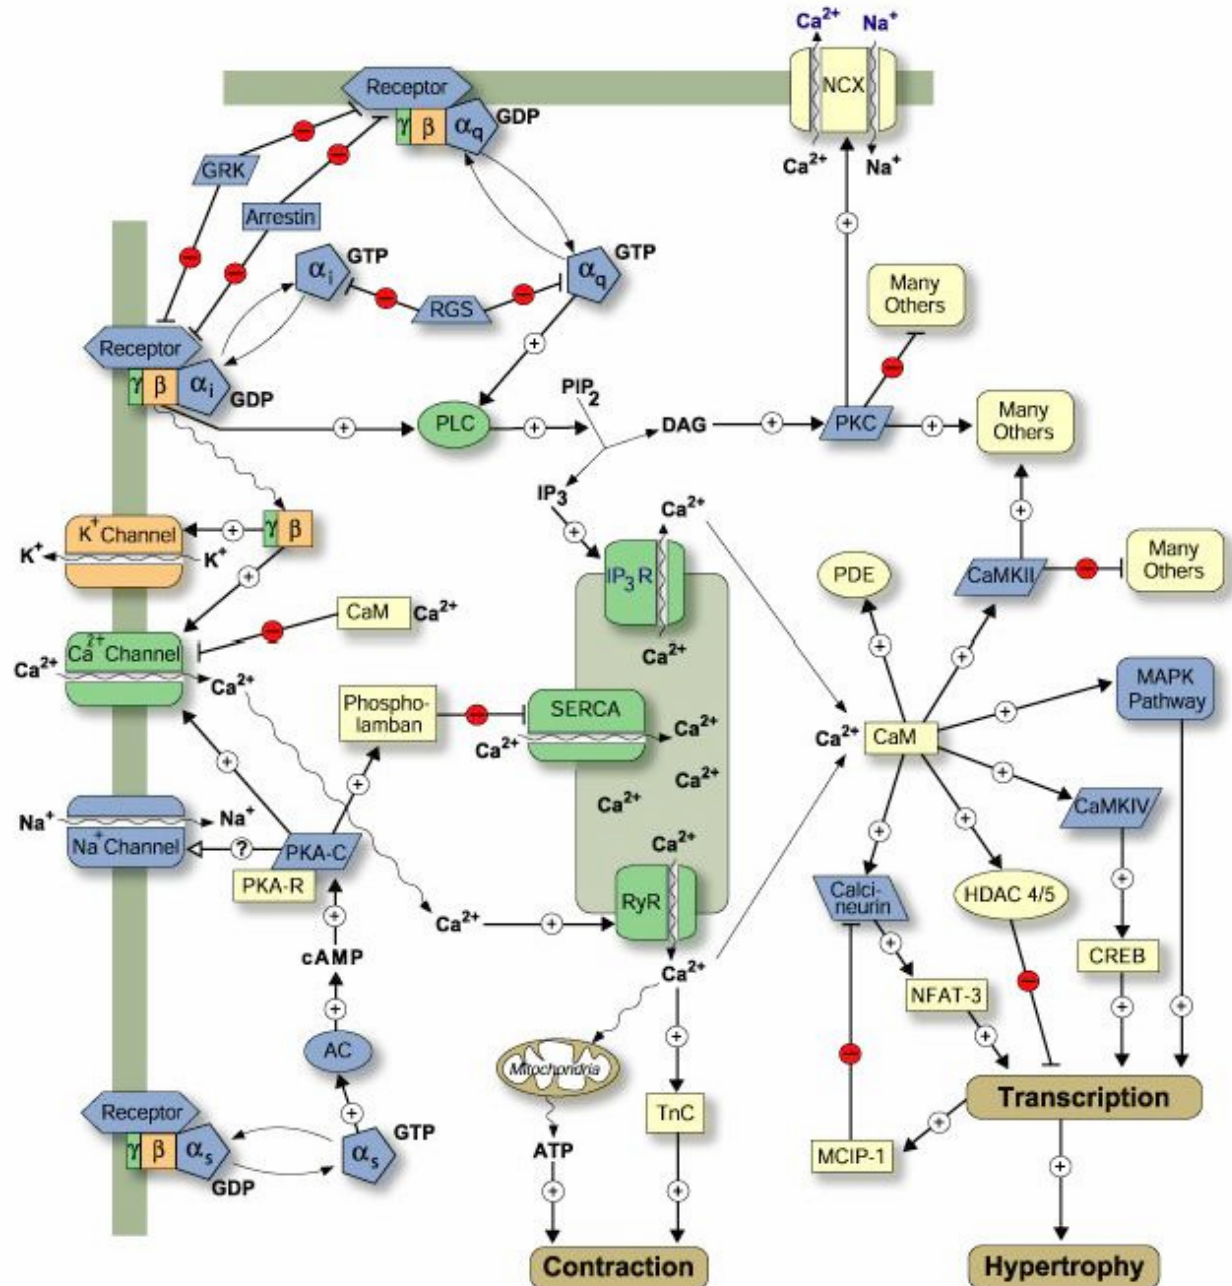 Ca2+ Na+
NCX
Ca2+ Na+
Receptor
γ β αq GDP
GRK
Arrestin
αi GTP
αq GTP
RGS
Many
Others
Receptor
γ β αi GDP
PLC
PIP2
DAG
PKC
Many
Others
IP3
Ca2+
γ β
K+ Channel
K+ K+
IP3R
Ca2+
PDE
CaMKII
Many
Others
CaM Ca2+
Ca2+ Channel
Ca2+ Ca2+
Phospho-
lamban
SERCA
Ca2+ Ca2+
Ca2+
Ca2+
Ca2+ CaM
MAPK
Pathway
CaMKIV
Na+ Na+
Na+ Channel
? PKA-C
PKA-R
Ca2+
RyR
Ca2+
Ca2+
Calci-
neurin
HDAC 4/5
CREB
NFAT-3
cAMP
AC
Mitochondria
TnC
ATP
Transcription
MCIP-1
Receptor
γ β αs GDP
αs GTP
Contraction
Hypertrophy
+ + + + + + + + + + + + + + + + + + + + + + + + + + + + + + +
− − − − − − − − − − − −